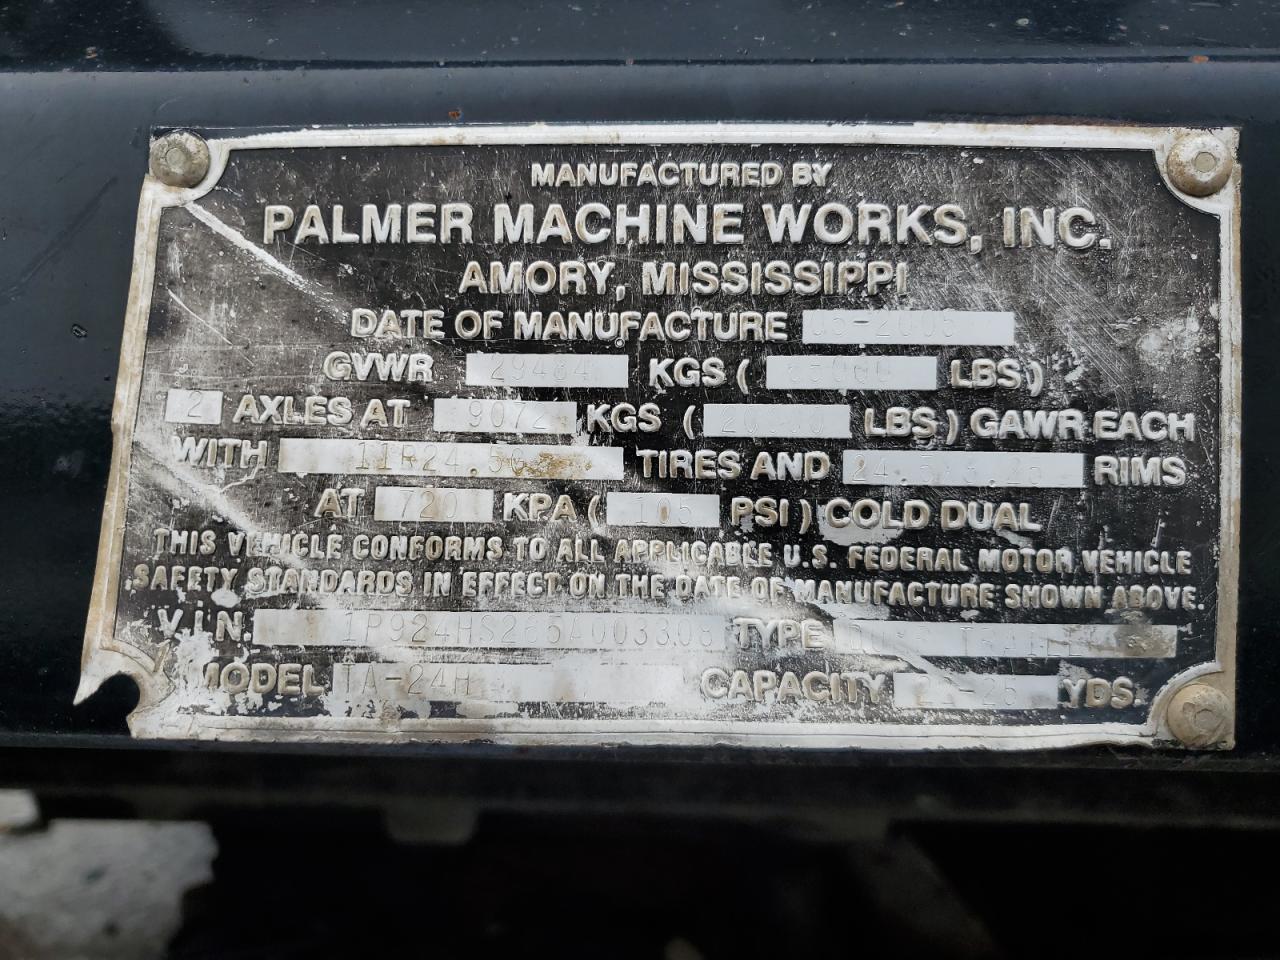 MANUFACTURED BY
PALMER MACHINE WORKS, INC.
AMORY, MISSISSIPPI
DATE OF MANUFACTURE
GVWR 29484 KGS ( 65000 LBS)
2 AXLES AT 9072 KGS ( LBS) GAWR EACH
WITH 11R24.5G TIRES AND RIMS
AT 720 KPA ( 105 PSI ) COLD DUAL
THIS VEHICLE CONFORMS TO ALL APPLICABLE U.S. FEDERAL MOTOR VEHICLE
SAFETY STANDARDS IN EFFECT ON THE DATE OF MANUFACTURE SHOWN ABOVE.
V.I.N. 1P924HS265A003308 TYPE
MODEL TA-24H CAPACITY YDS.